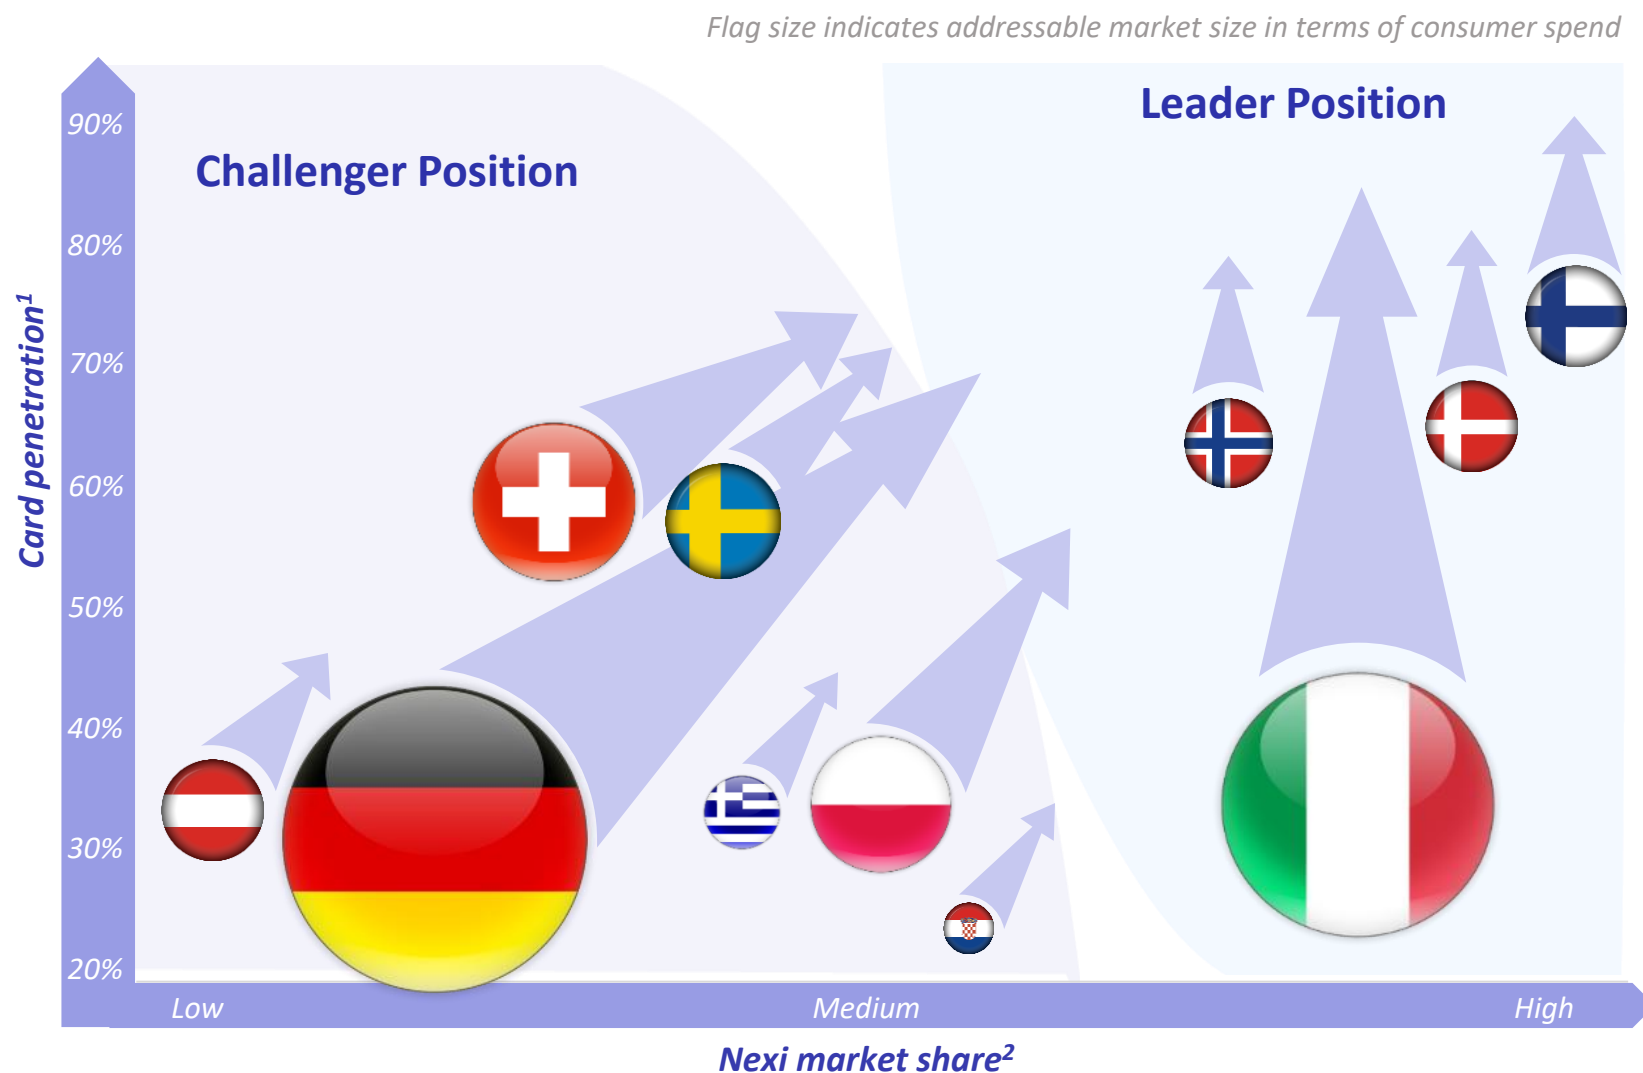 Flag size indicates addressable market size in terms of consumer spend
Leader Position
Challenger Position
90%
80%
70%
60%
50%
40%
30%
20%
Card penetration¹
Low
Medium
High
Nexi market share²